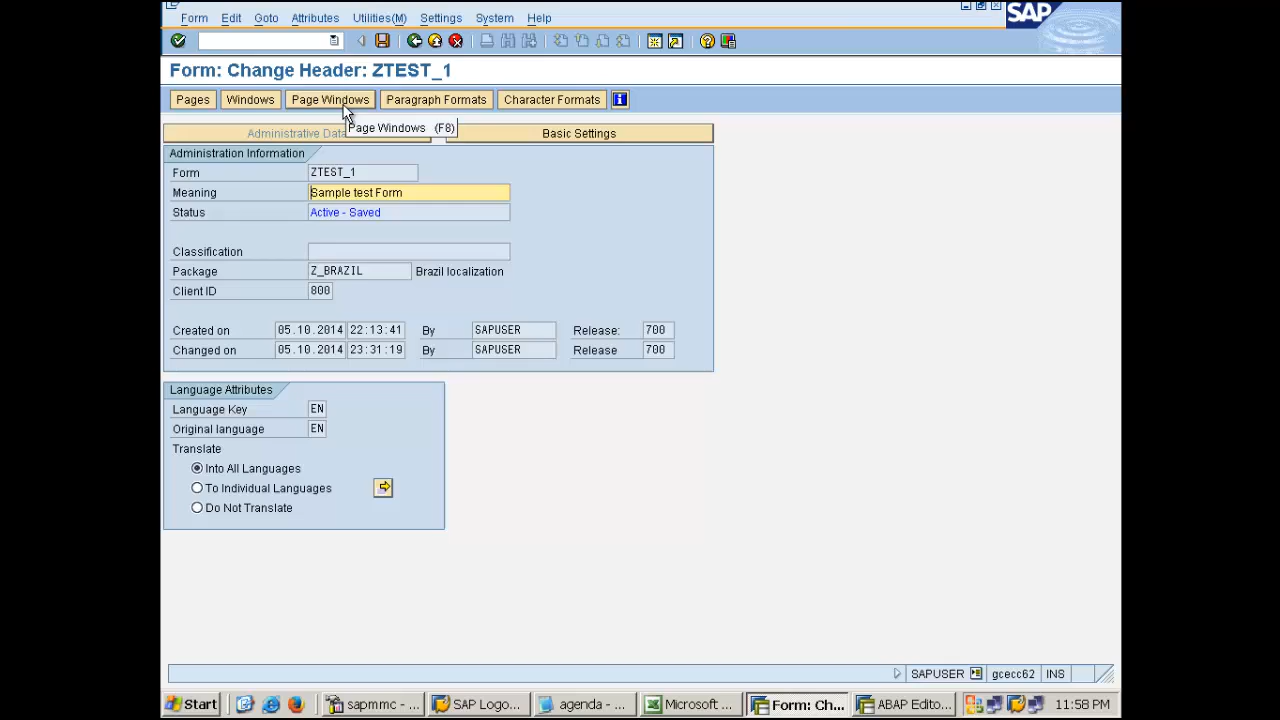 Form Edit Goto Attributes Utilities(M) Settings System Help
SAP
Form: Change Header: ZTEST_1
Pages Windows Page Windows Paragraph Formats Character Formats
Page Windows (F8)
Administrative Data Basic Settings
Administration Information
Form ZTEST_1
Meaning Sample test Form
Status Active - Saved
Classification
Package Z_BRAZIL Brazil localization
Client ID 800
Created on 05.10.2014 22:13:41 By SAPUSER Release: 700
Changed on 05.10.2014 23:31:19 By SAPUSER Release 700
Language Attributes
Language Key EN
Original language EN
Translate
Into All Languages
To Individual Languages
Do Not Translate
SAPUSER gcecc62 INS
Start sapmmc - ... SAP Logo... agenda - ... Microsoft ... Form: Ch... ABAP Edito... 11:58 PM